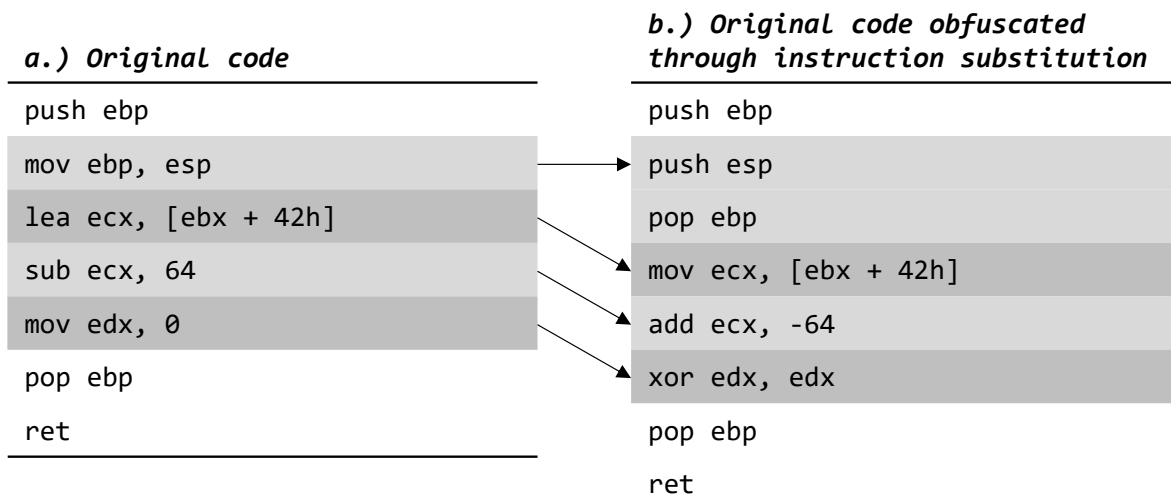 a.) Original code
push ebp
mov ebp, esp
lea ecx, [ebx + 42h]
sub ecx, 64
mov edx, 0
pop ebp
ret
b.) Original code obfuscated
through instruction substitution
push ebp
push esp
pop ebp
mov ecx, [ebx + 42h]
add ecx, -64
xor edx, edx
pop ebp
ret